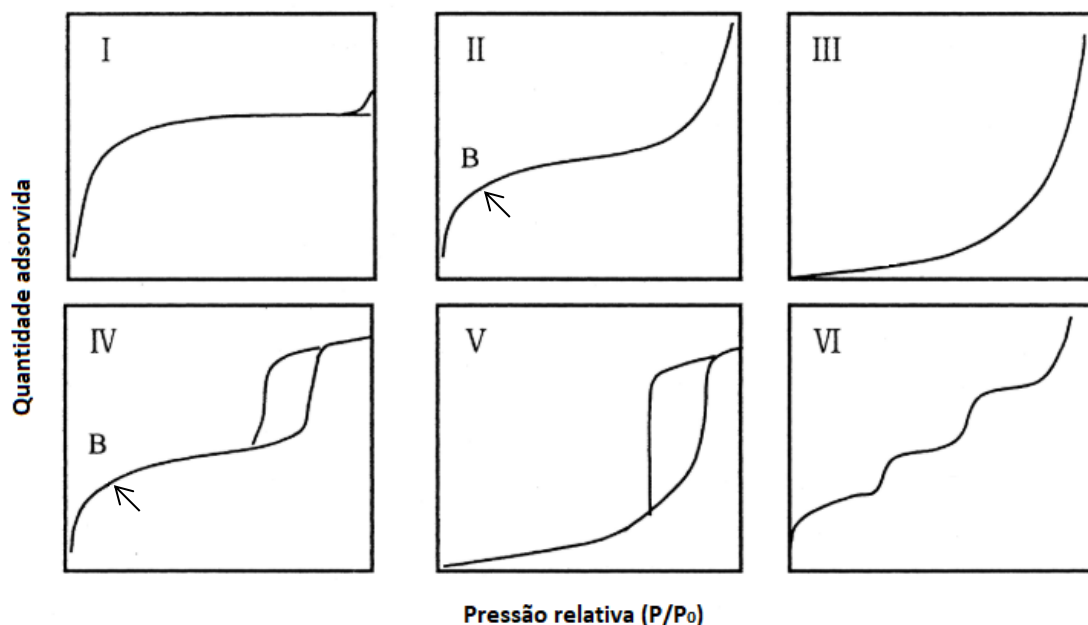 I
II
III
B
IV
V
VI
B
Quantidade adsorvida
Pressão relativa (P/P₀)